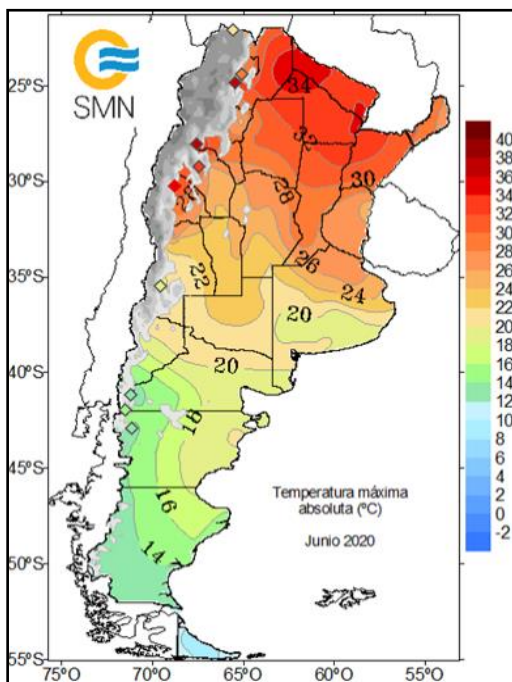 SMN
25ºS
30ºS
35ºS
40ºS
45ºS
50ºS
55ºS
75ºO
70ºO
65ºO
60ºO
55ºO
34
32
30
28
26
24
22
20
20
18
16
14
Temperatura máxima
absoluta (ºC)
Junio 2020
40
38
36
34
32
30
28
26
24
22
20
18
16
14
12
10
8
6
4
2
0
-2